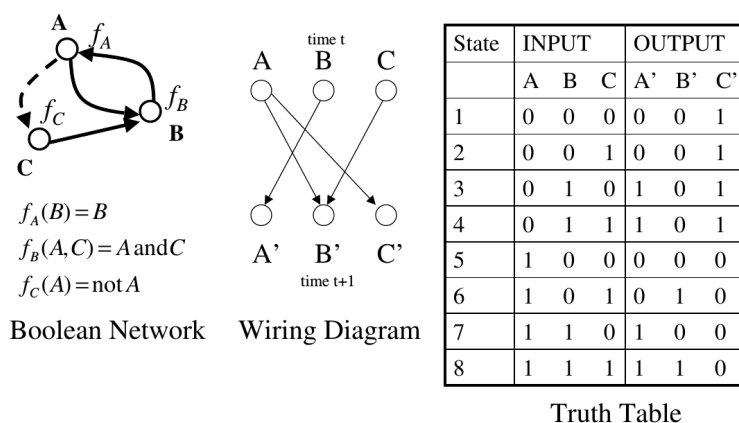 A
f_A
f_B
B
f_C
C
f_A(B)=B
f_B(A,C)=A and C
f_C(A)=not A
Boolean Network
time t
A B C
A' B' C'
time t+1
Wiring Diagram
State INPUT OUTPUT
A B C A' B' C'
1 0 0 0 0 0 1
2 0 0 1 0 0 1
3 0 1 0 1 0 1
4 0 1 1 1 0 1
5 1 0 0 0 0 0
6 1 0 1 0 1 0
7 1 1 0 1 0 0
8 1 1 1 1 1 0
Truth Table